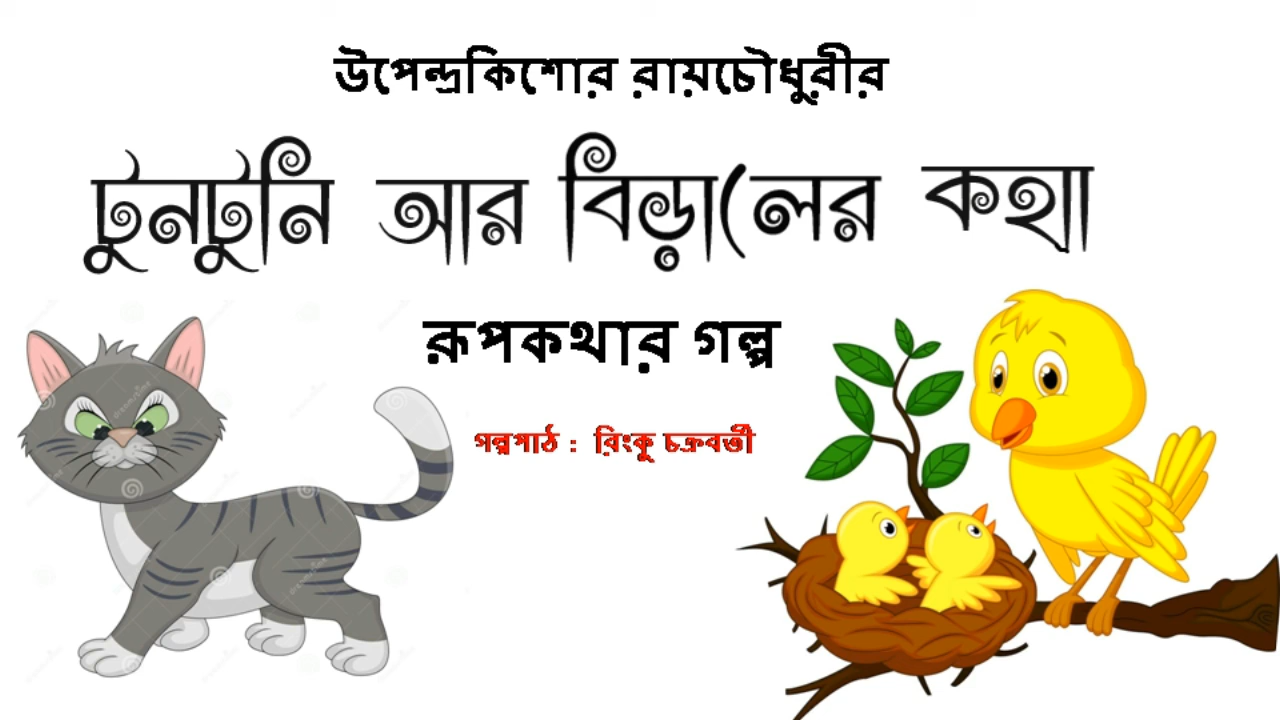 উপেন্দ্রকিশোর রায়চৌধুরীর
টুনটুনি আর বিড়ালের কথা
রূপকথার গল্প
গল্পপাঠ : রিংকু চক্রবর্তী